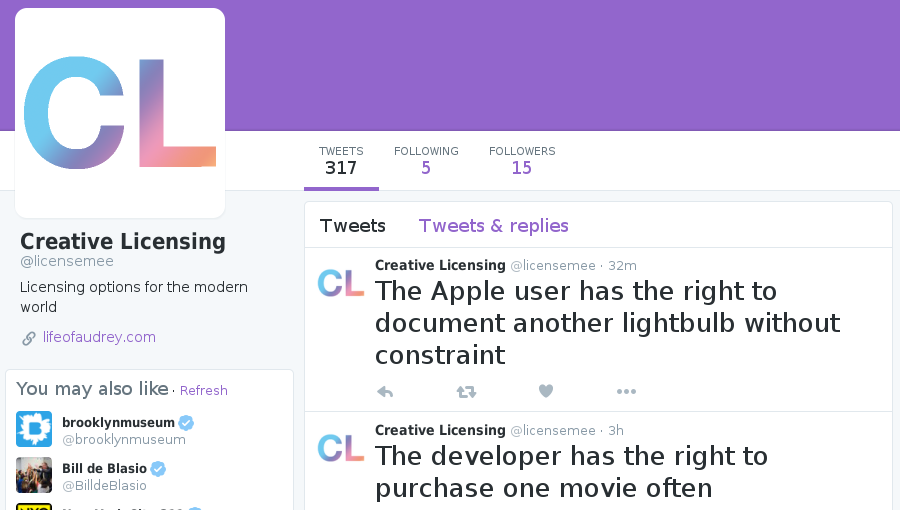 CL
TWEETS FOLLOWING FOLLOWERS
317 5 15
Creative Licensing
@licensemee
Licensing options for the modern
world
lifeofaudrey.com
You may also like · Refresh
brooklynmuseum
@brooklynmuseum
Bill de Blasio
@BilldeBlasio
Tweets Tweets & replies
CL
Creative Licensing @licensemee · 32m
The Apple user has the right to
document another lightbulb without
constraint
CL
Creative Licensing @licensemee · 3h
The developer has the right to
purchase one movie often